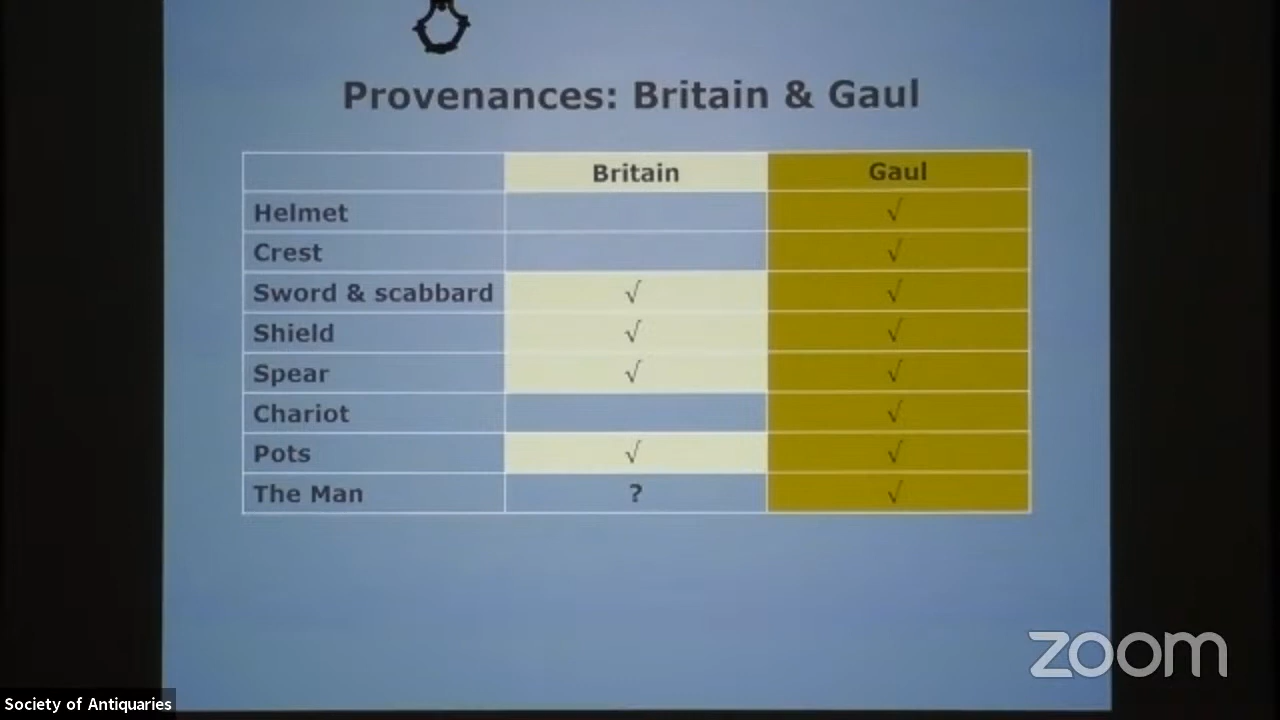 Provenances: Britain & Gaul
Britain Gaul
Helmet √
Crest √
Sword & scabbard √ √
Shield √ √
Spear √ √
Chariot √
Pots √ √
The Man ? √
zoom
Society of Antiquaries